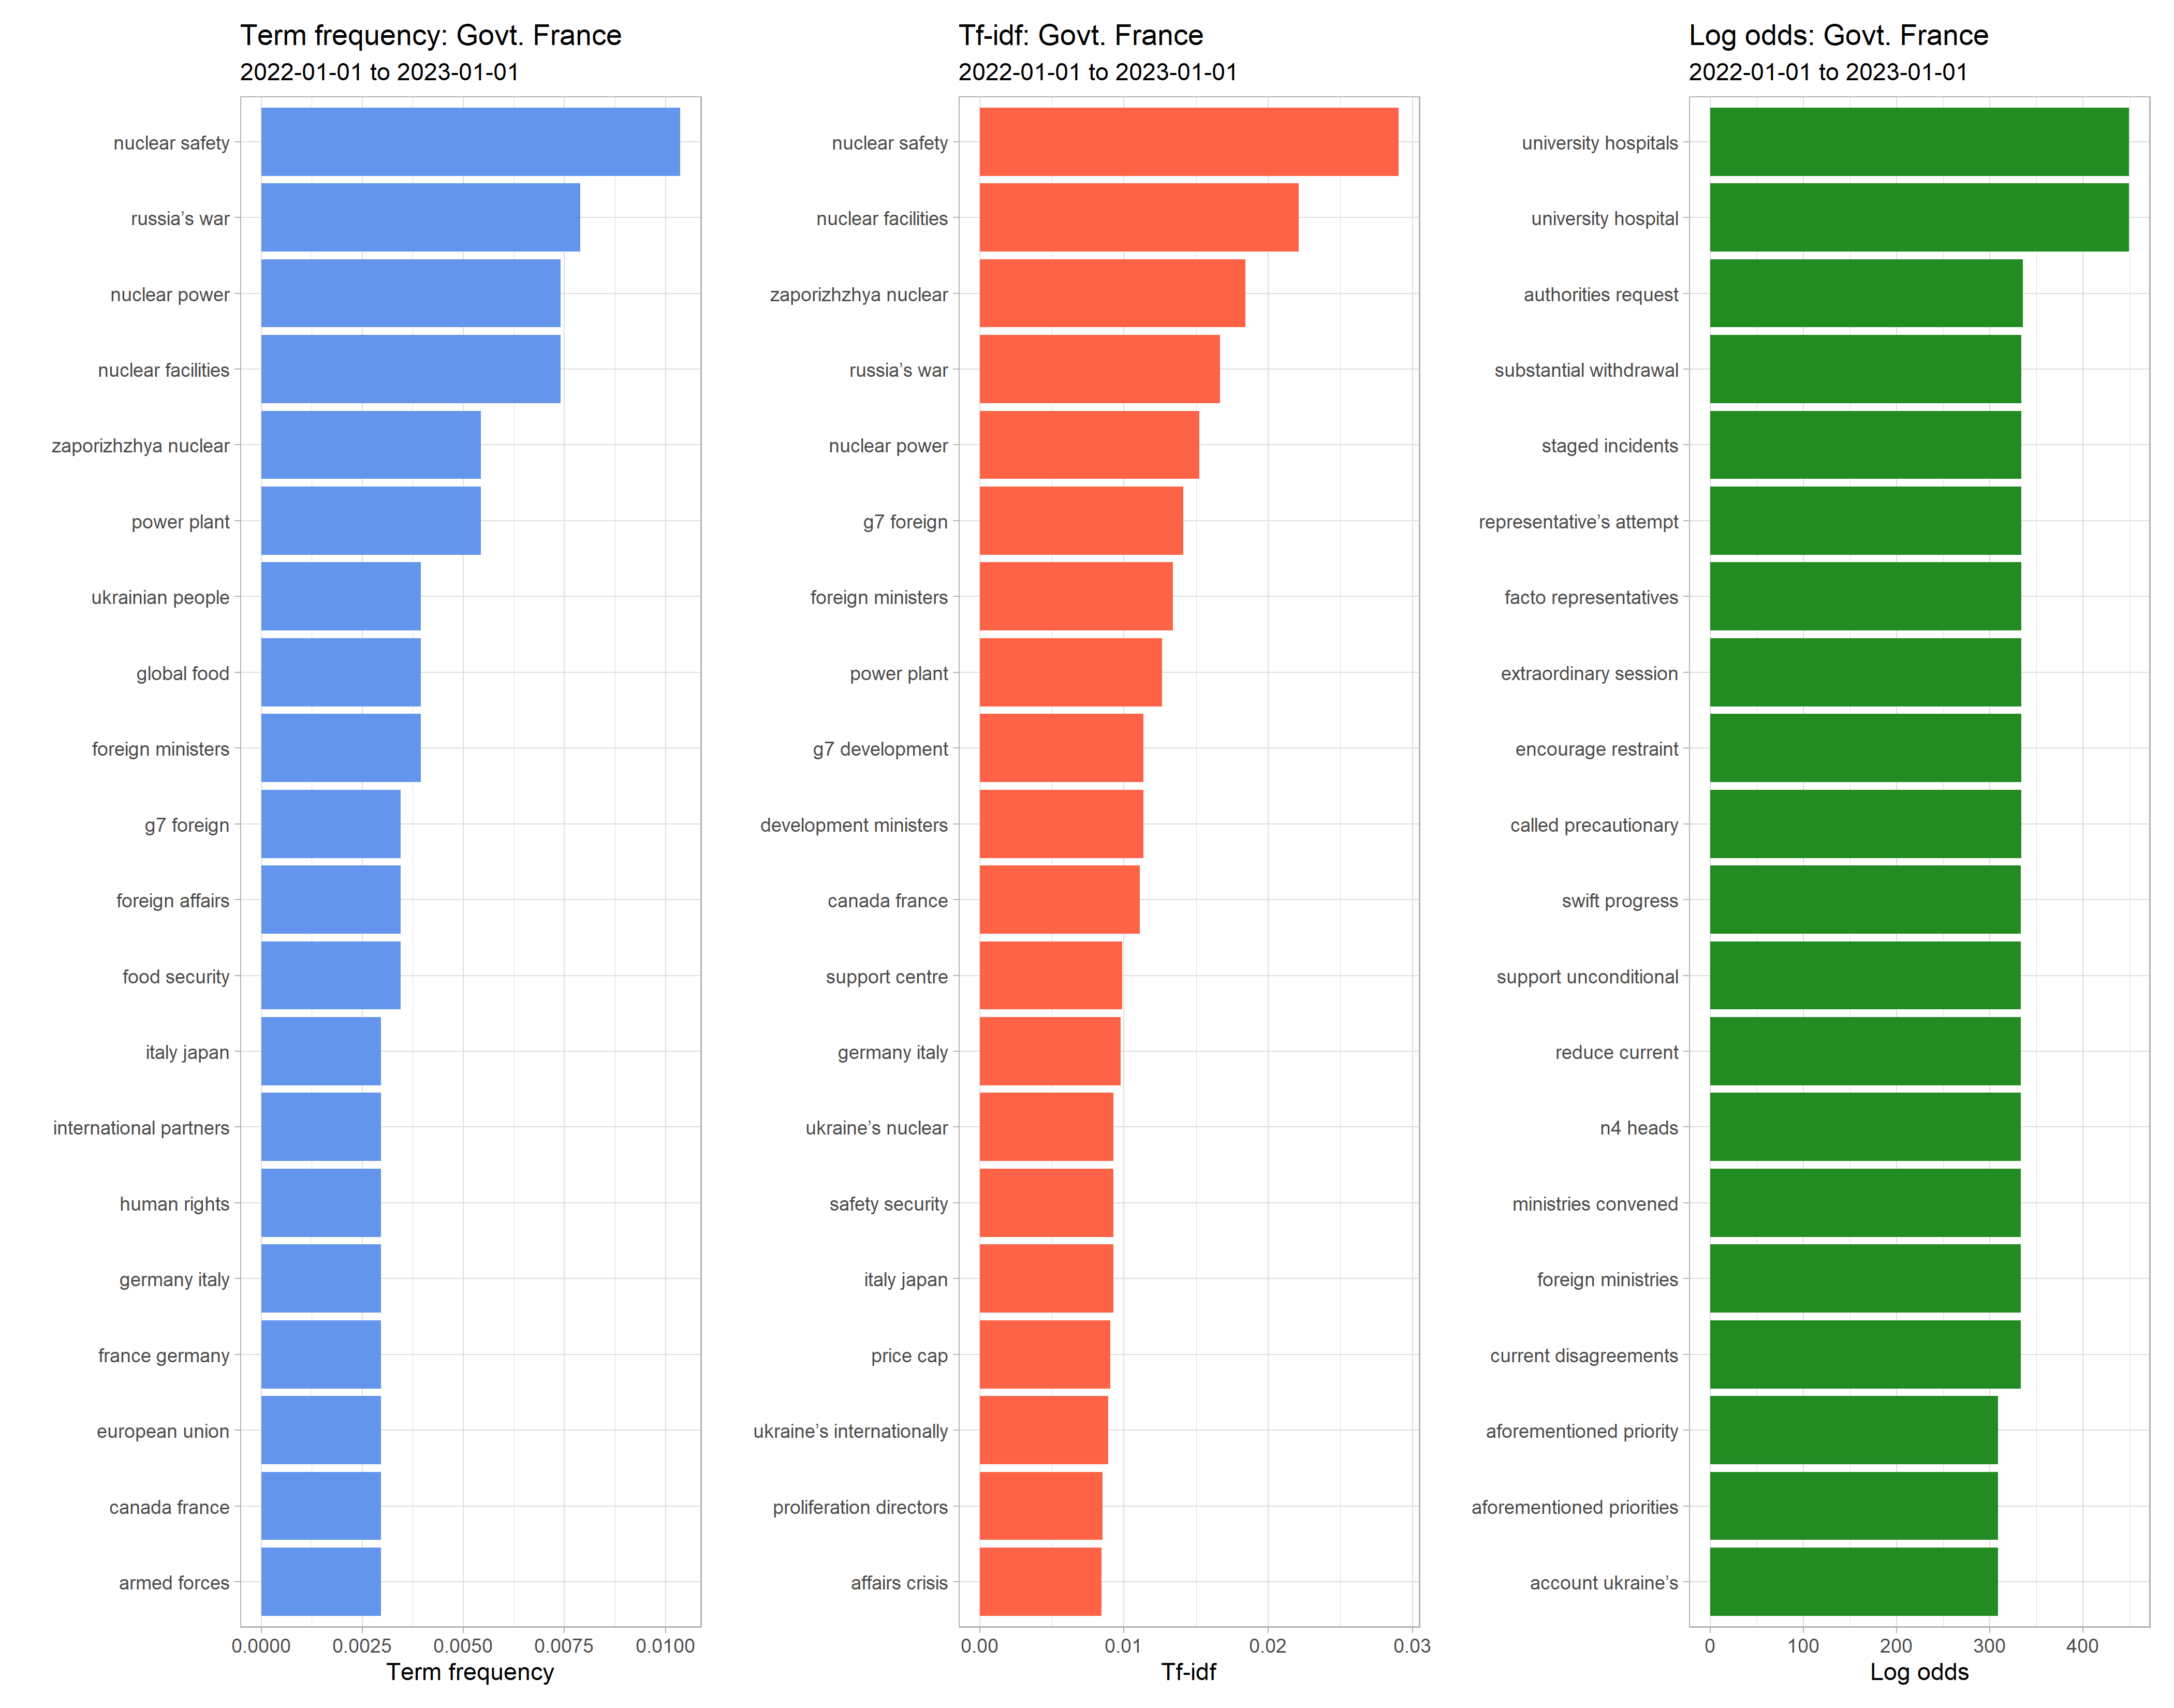 Term frequency: Govt. France
2022-01-01 to 2023-01-01
nuclear safety
russia’s war
nuclear power
nuclear facilities
zaporizhzhya nuclear
power plant
ukrainian people
global food
foreign ministers
g7 foreign
foreign affairs
food security
italy japan
international partners
human rights
germany italy
france germany
european union
canada france
armed forces
0.0000 0.0025 0.0050 0.0075 0.0100
Term frequency
Tf-idf: Govt. France
2022-01-01 to 2023-01-01
nuclear safety
nuclear facilities
zaporizhzhya nuclear
russia’s war
nuclear power
g7 foreign
foreign ministers
power plant
g7 development
development ministers
canada france
support centre
germany italy
ukraine’s nuclear
safety security
italy japan
price cap
ukraine’s internationally
proliferation directors
affairs crisis
0.00 0.01 0.02 0.03
Tf-idf
Log odds: Govt. France
2022-01-01 to 2023-01-01
university hospitals
university hospital
authorities request
substantial withdrawal
staged incidents
representative’s attempt
facto representatives
extraordinary session
encourage restraint
called precautionary
swift progress
support unconditional
reduce current
n4 heads
ministries convened
foreign ministries
current disagreements
aforementioned priority
aforementioned priorities
account ukraine’s
0 100 200 300 400
Log odds